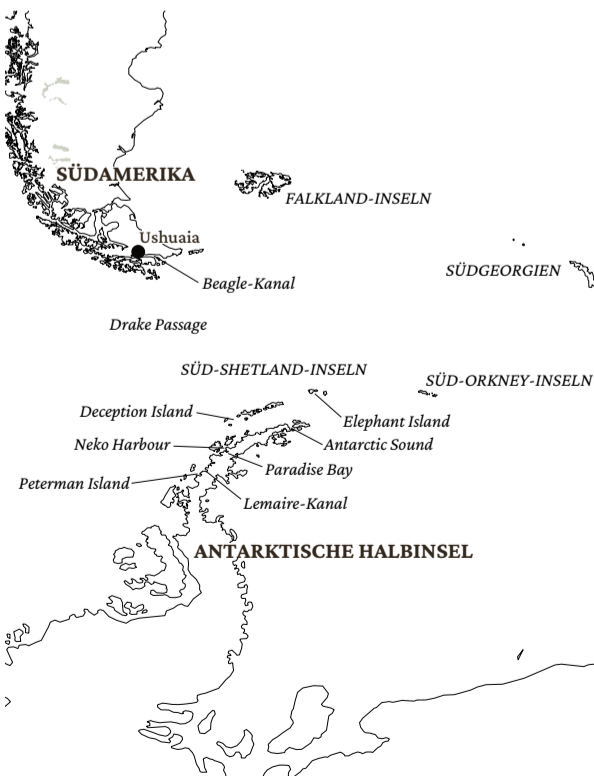 SÜDAMERIKA
FALKLAND-INSELN
Ushuaia
SÜDGEORGIEN
Beagle-Kanal
Drake Passage
SÜD-SHETLAND-INSELN
SÜD-ORKNEY-INSELN
Deception Island
Elephant Island
Neko Harbour
Antarctic Sound
Paradise Bay
Peterman Island
Lemaire-Kanal
ANTARKTISCHE HALBINSEL